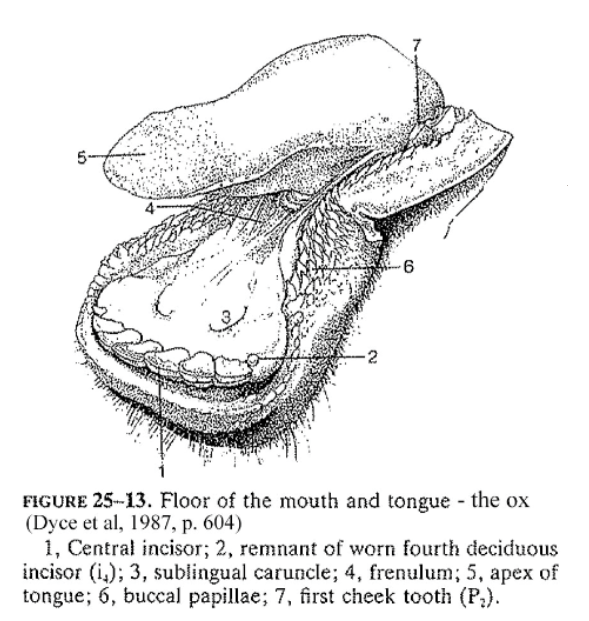 7
5
4
6
3
2
1
FIGURE 25–13. Floor of the mouth and tongue - the ox
(Dyce et al, 1987, p. 604)
1, Central incisor; 2, remnant of worn fourth deciduous
incisor (i₄); 3, sublingual caruncle; 4, frenulum; 5, apex of
tongue; 6, buccal papillae; 7, first cheek tooth (P₂).